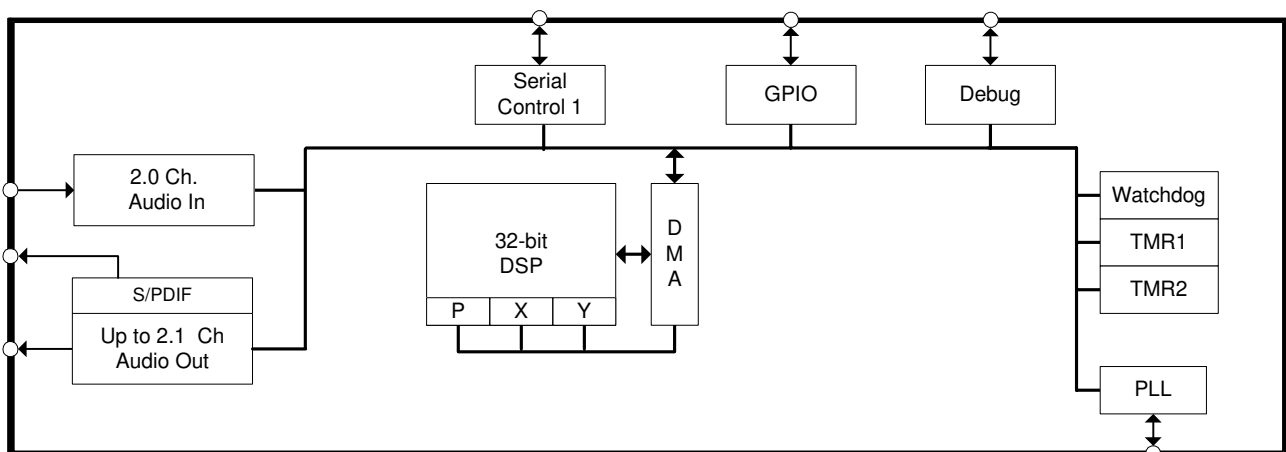 Serial
Control 1
GPIO
Debug
2.0 Ch.
Audio In
32-bit
DSP
P
X
Y
D
M
A
Watchdog
TMR1
TMR2
S/PDIF
Up to 2.1 Ch
Audio Out
PLL